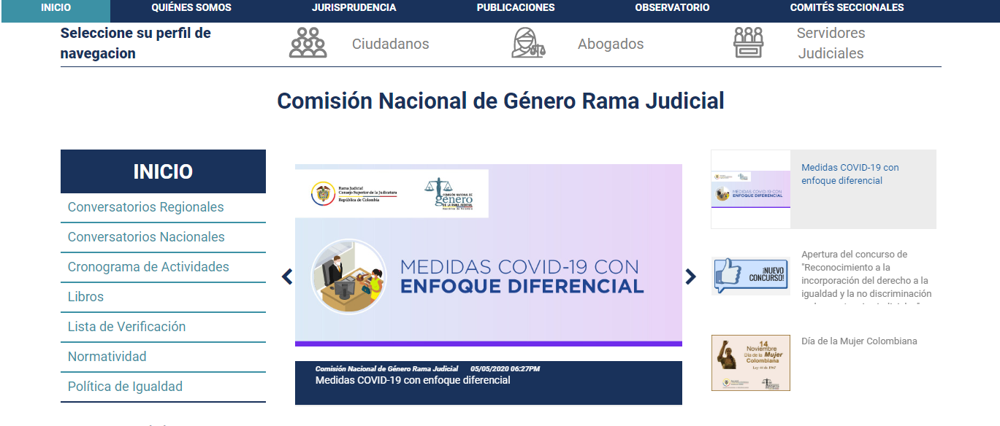 INICIO
QUIÉNES SOMOS
JURISPRUDENCIA
PUBLICACIONES
OBSERVATORIO
COMITÉS SECCIONALES
Seleccione su perfil de
navegacion
Ciudadanos
Abogados
Servidores
Judiciales
Comisión Nacional de Género Rama Judicial
INICIO
Conversatorios Regionales
Conversatorios Nacionales
Cronograma de Actividades
Libros
Lista de Verificación
Normatividad
Política de Igualdad
Rama Judicial
Consejo Superior de la Judicatura
República de Colombia
COMISIÓN NACIONAL DE
género
DE LA RAMA JUDICIAL
República de Colombia
MEDIDAS COVID-19 CON
ENFOQUE DIFERENCIAL
Comisión Nacional de Género Rama Judicial 05/05/2020 06:27PM
Medidas COVID-19 con enfoque diferencial
MEDIDAS COVID-19 CON
ENFOQUE DIFERENCIAL
Medidas COVID-19 con
enfoque diferencial
¡NUEVO
CONCURSO!
Apertura del concurso de
"Reconocimiento a la
incorporación del derecho a la
igualdad y la no discriminación
14
Noviembre
Día de la Mujer
Colombiana
Día de la Mujer Colombiana